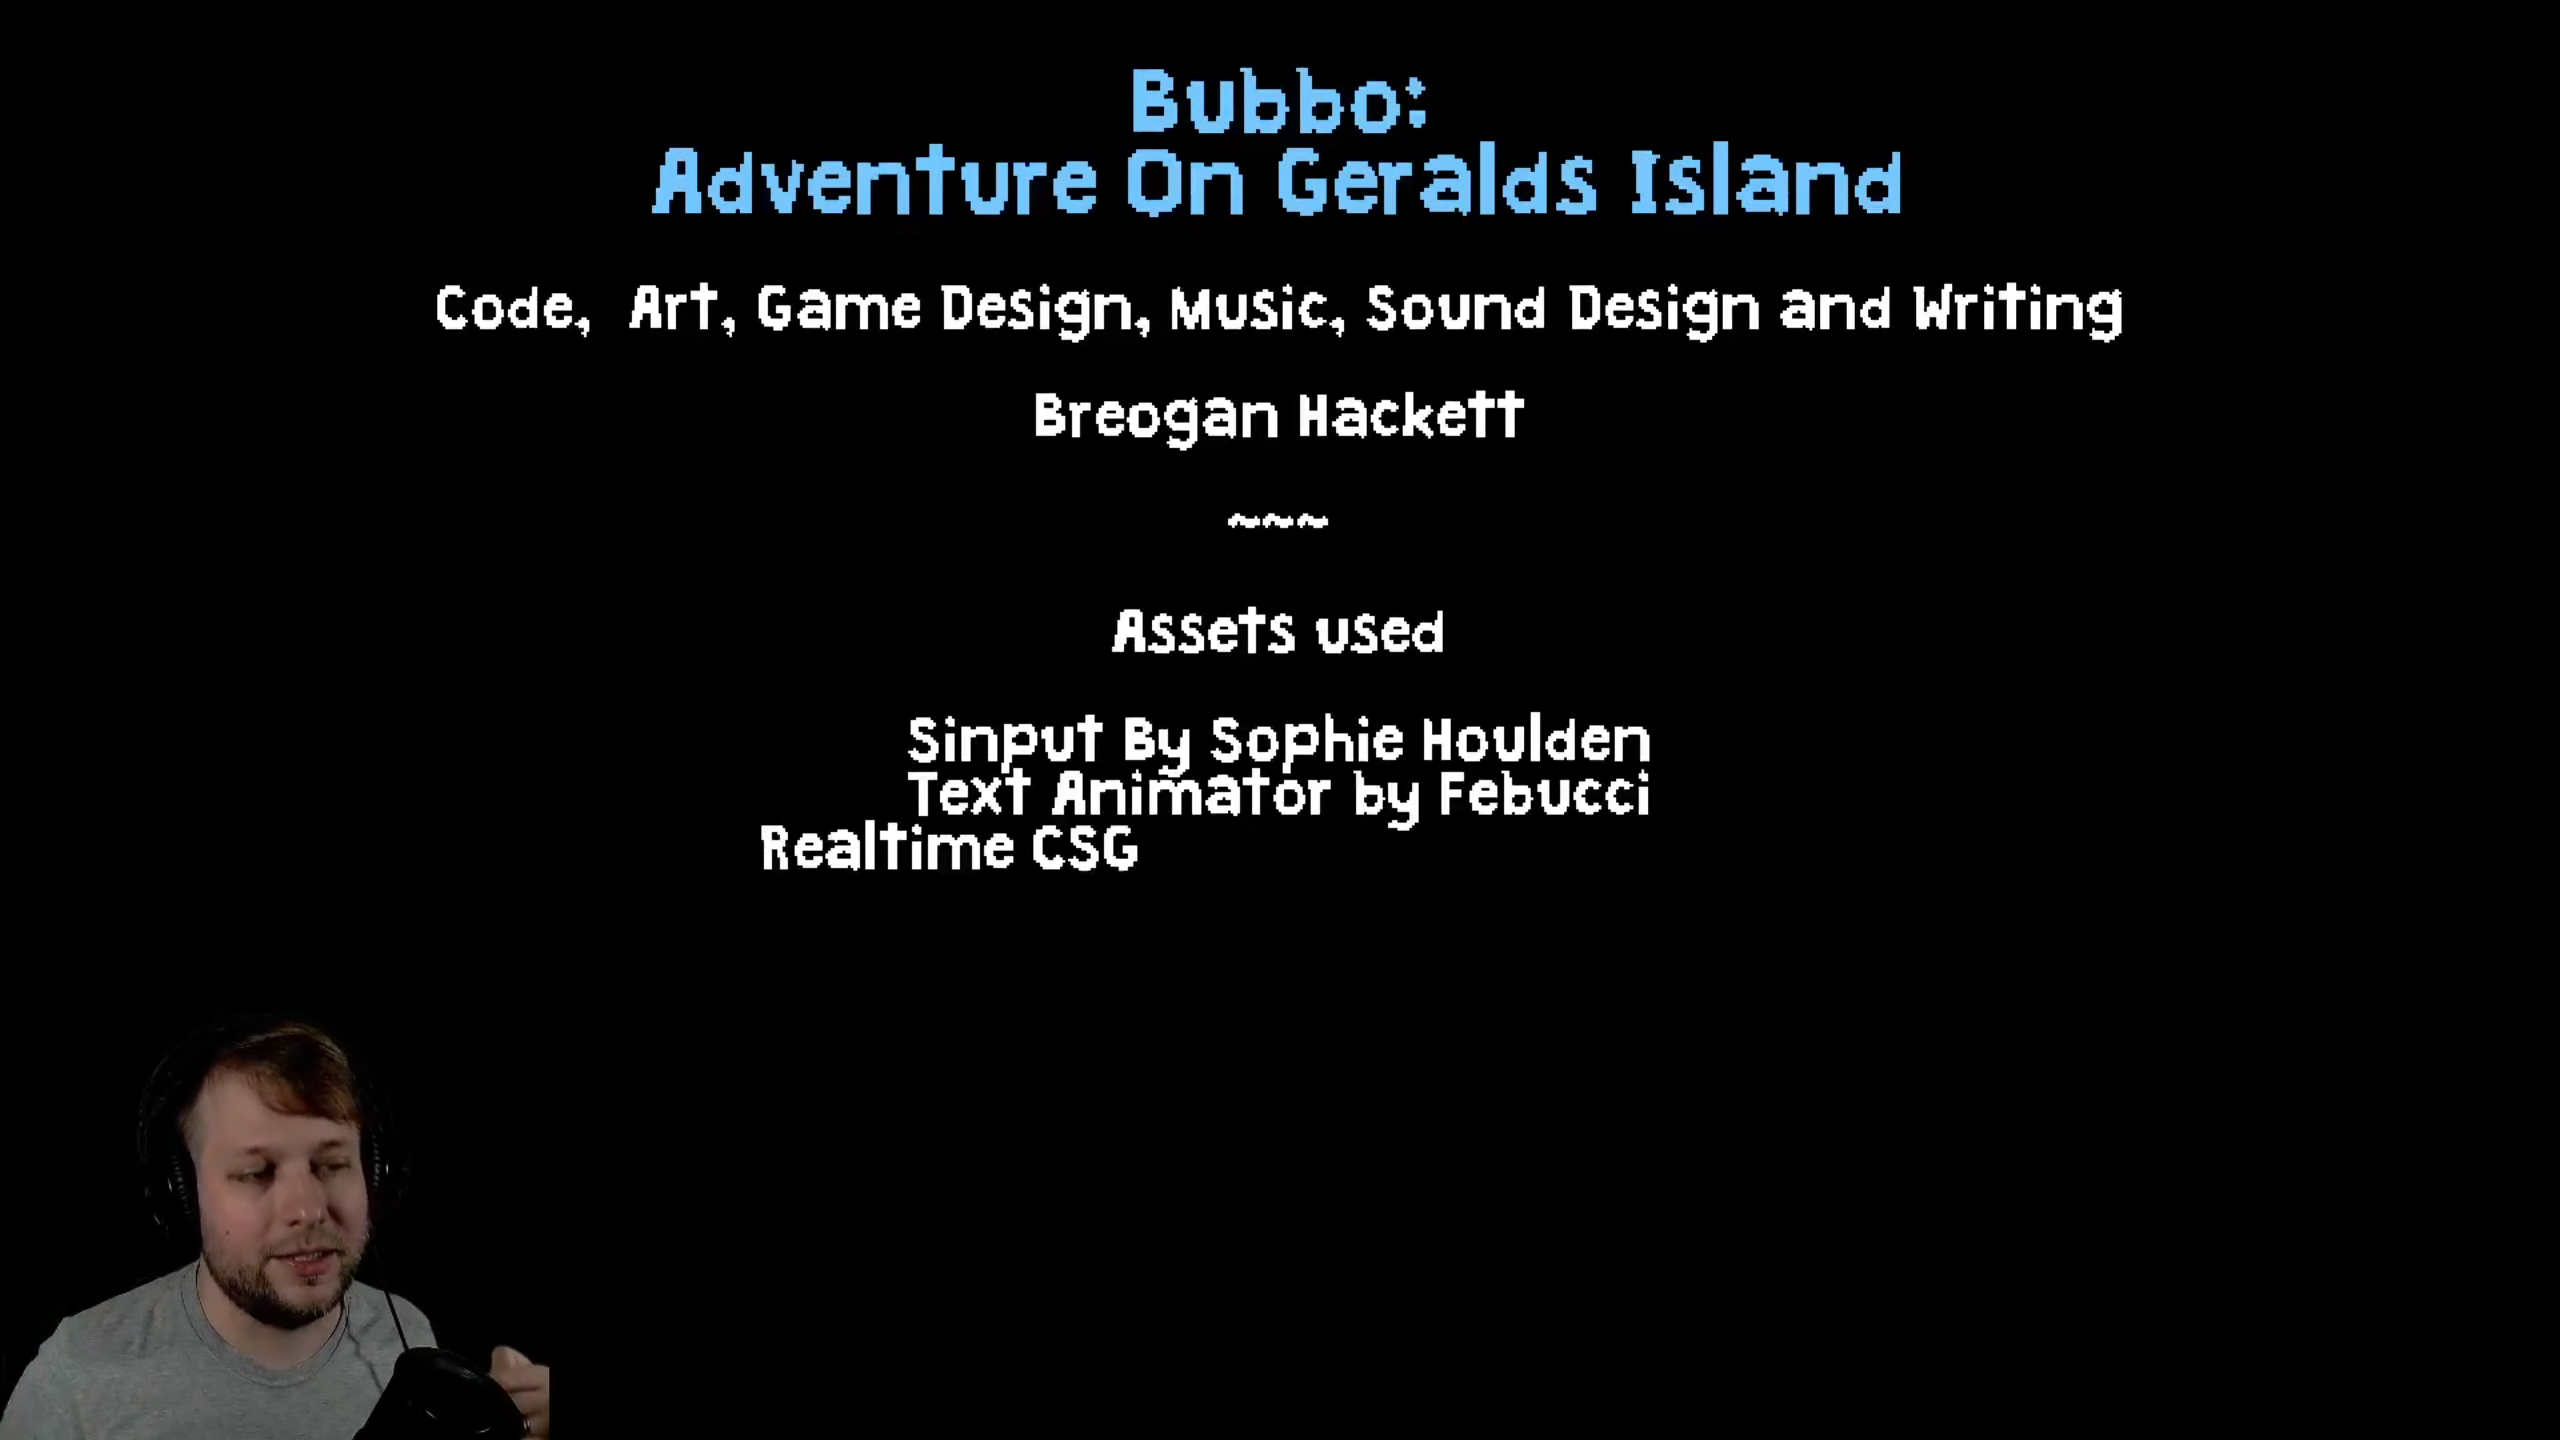 Bubbo:
Adventure On Geralds Island
Code,  Art, Game Design, Music, Sound Design and Writing
Breogan Hackett
~~~
Assets used
Sinput By Sophie Houlden
Text Animator by Febucci
Realtime CSG